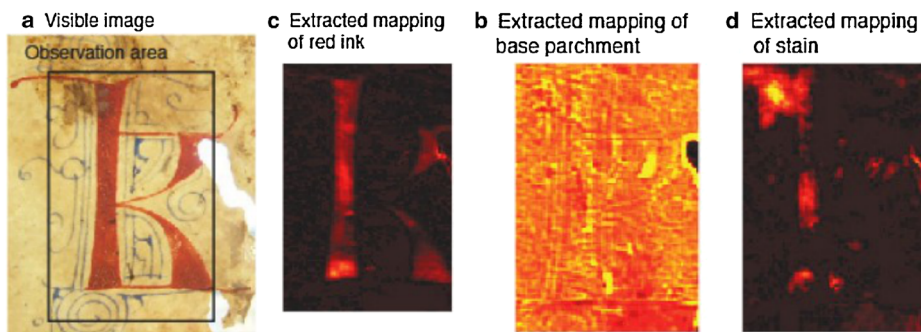 a Visible image
Observation area
c Extracted mapping
of red ink
b Extracted mapping of
base parchment
d Extracted mapping
of stain